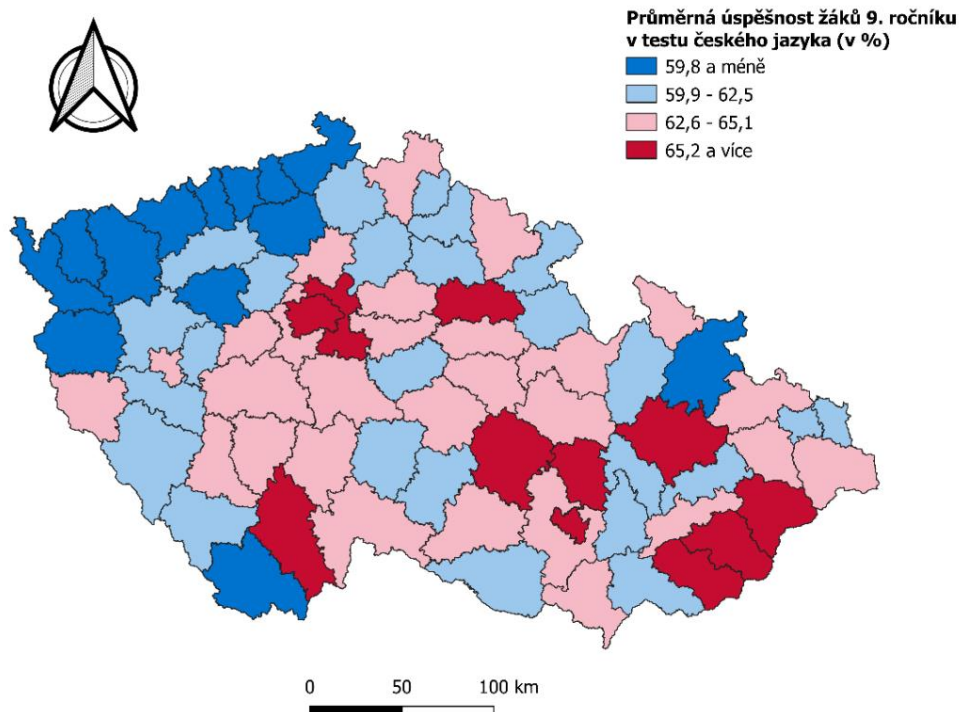 Průměrná úspěšnost žáků 9. ročníku
v testu českého jazyka (v %)
59,8 a méně
59,9 - 62,5
62,6 - 65,1
65,2 a více
0 50 100 km